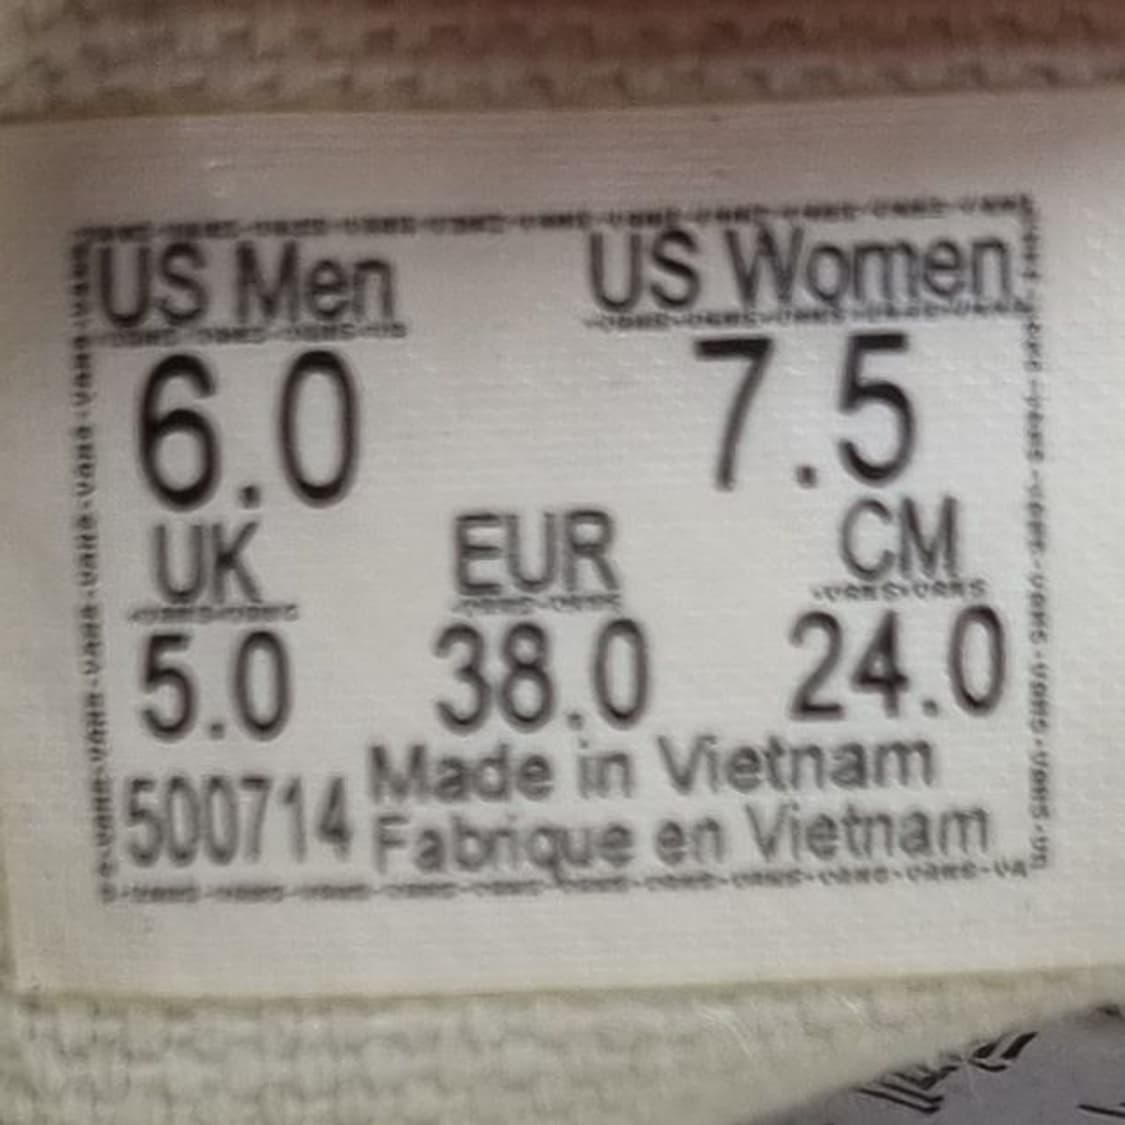 US Men US Women
6.0 7.5
UK EUR CM
5.0 38.0 24.0
500714 Made in Vietnam
Fabrique en Vietnam